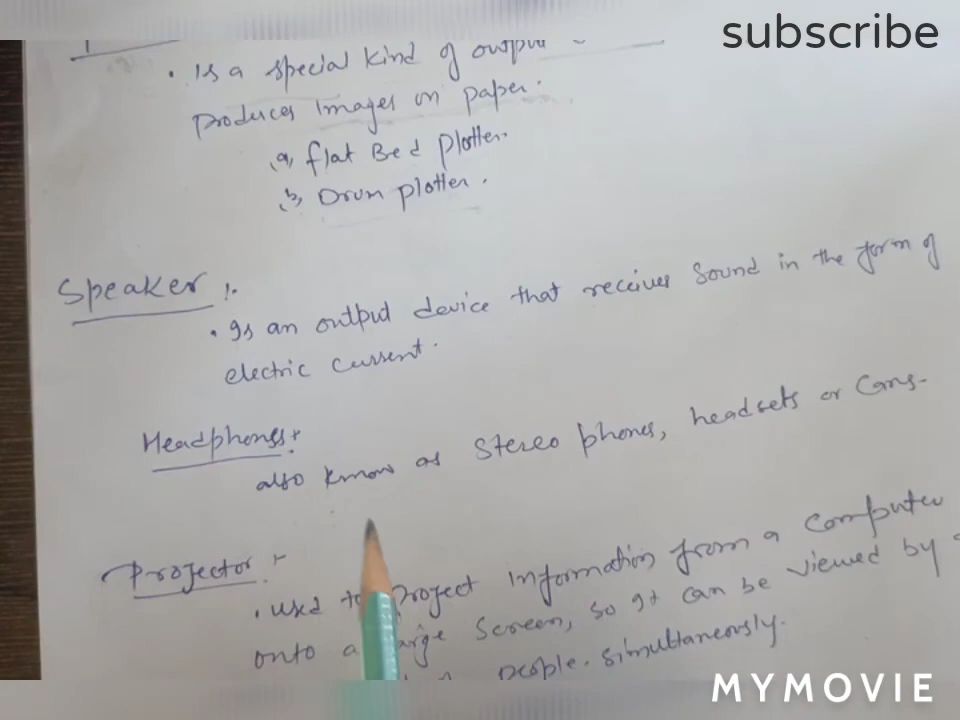 subscribe
. Is a special kind of output
produces Images on paper.
(a) flat Bed plotter.
(b) Drum plotter.
Speaker :-
. Is an output device that receives Sound in the form of
electric current.
Headphones :-
also know as Stereo phones, headsets or Cans.
Projector :-
. used to project Information from a Computer
onto a large Screen, so It can be viewed by a
people. simultaneously.
MYMOVIE